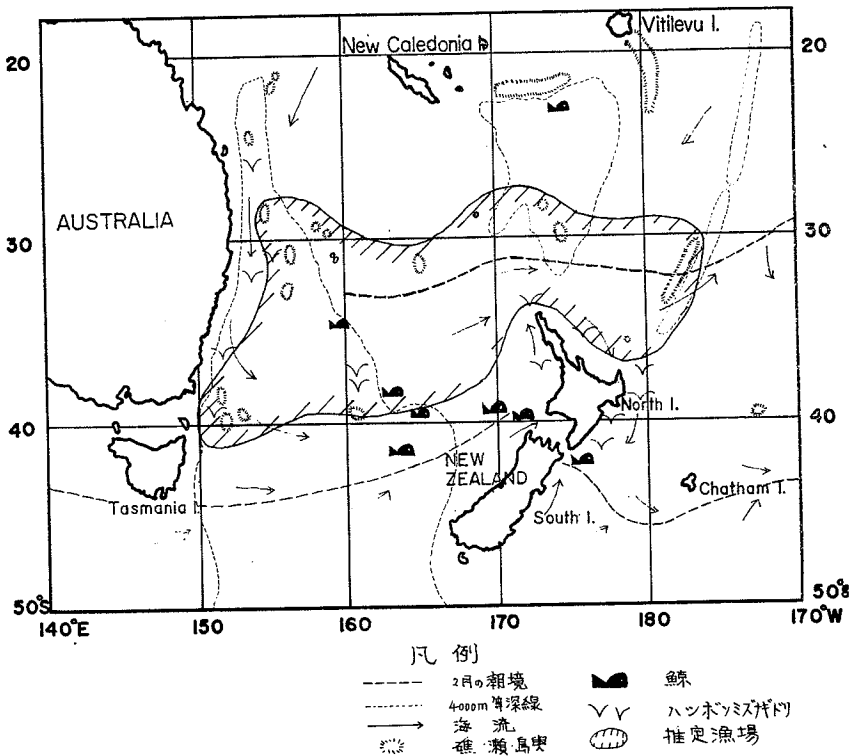 New Caledonia
Vitilevu I.
20
20
AUSTRALIA
30
30
North I.
40
40
NEW
ZEALAND
Chatham I.
Tasmania I.
South I.
50°S
50°S
140°E
150
160
170
180
170°W
凡例
2月の潮境
鯨
4000m等深線
ハシボソミズナギドリ
海流
推定漁場
礁·瀬·島嶼